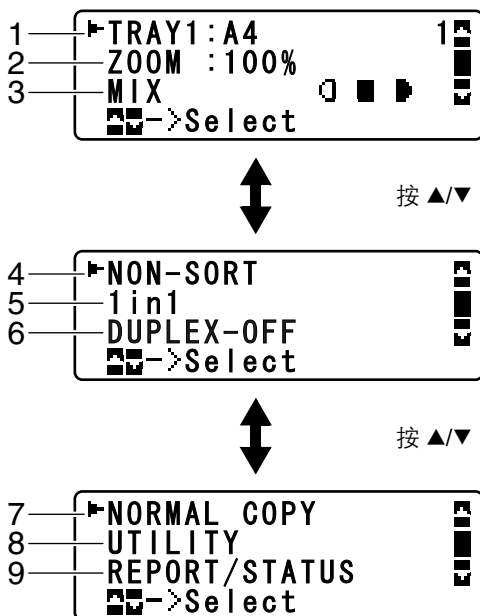 1 TRAY1:A4 1
2 ZOOM :100%
3 MIX
->Select
按 ▲/▼
4 NON-SORT
5 1in1
6 DUPLEX-OFF
->Select
按 ▲/▼
7 NORMAL COPY
8 UTILITY
9 REPORT/STATUS
->Select